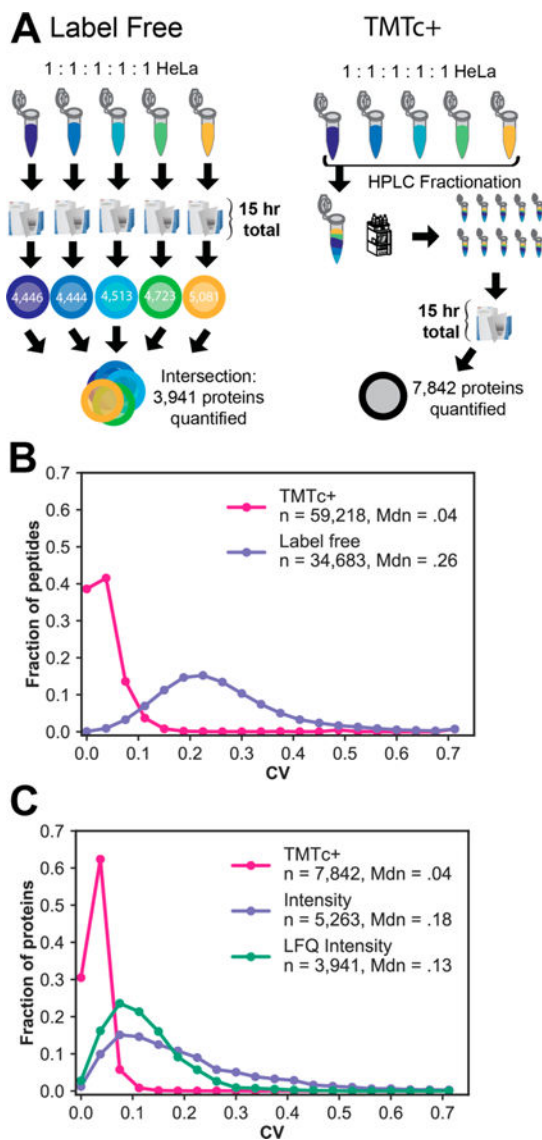 A Label Free TMTc+
1 : 1 : 1 : 1 : 1 HeLa 1 : 1 : 1 : 1 : 1 HeLa
HPLC Fractionation
15 hr
total
4,446 4,444 4,513 4,723 5,081
15 hr
total
Intersection:
3,941 proteins
quantified
7,842 proteins
quantified
B
0.7
0.6
0.5
0.4
0.3
0.2
0.1
0.0
Fraction of peptides
TMTc+
n = 59,218, Mdn = .04
Label free
n = 34,683, Mdn = .26
0.0 0.1 0.2 0.3 0.4 0.5 0.6 0.7
CV
C
0.7
0.6
0.5
0.4
0.3
0.2
0.1
0.0
Fraction of proteins
TMTc+
n = 7,842, Mdn = .04
Intensity
n = 5,263, Mdn = .18
LFQ Intensity
n = 3,941, Mdn = .13
0.0 0.1 0.2 0.3 0.4 0.5 0.6 0.7
CV